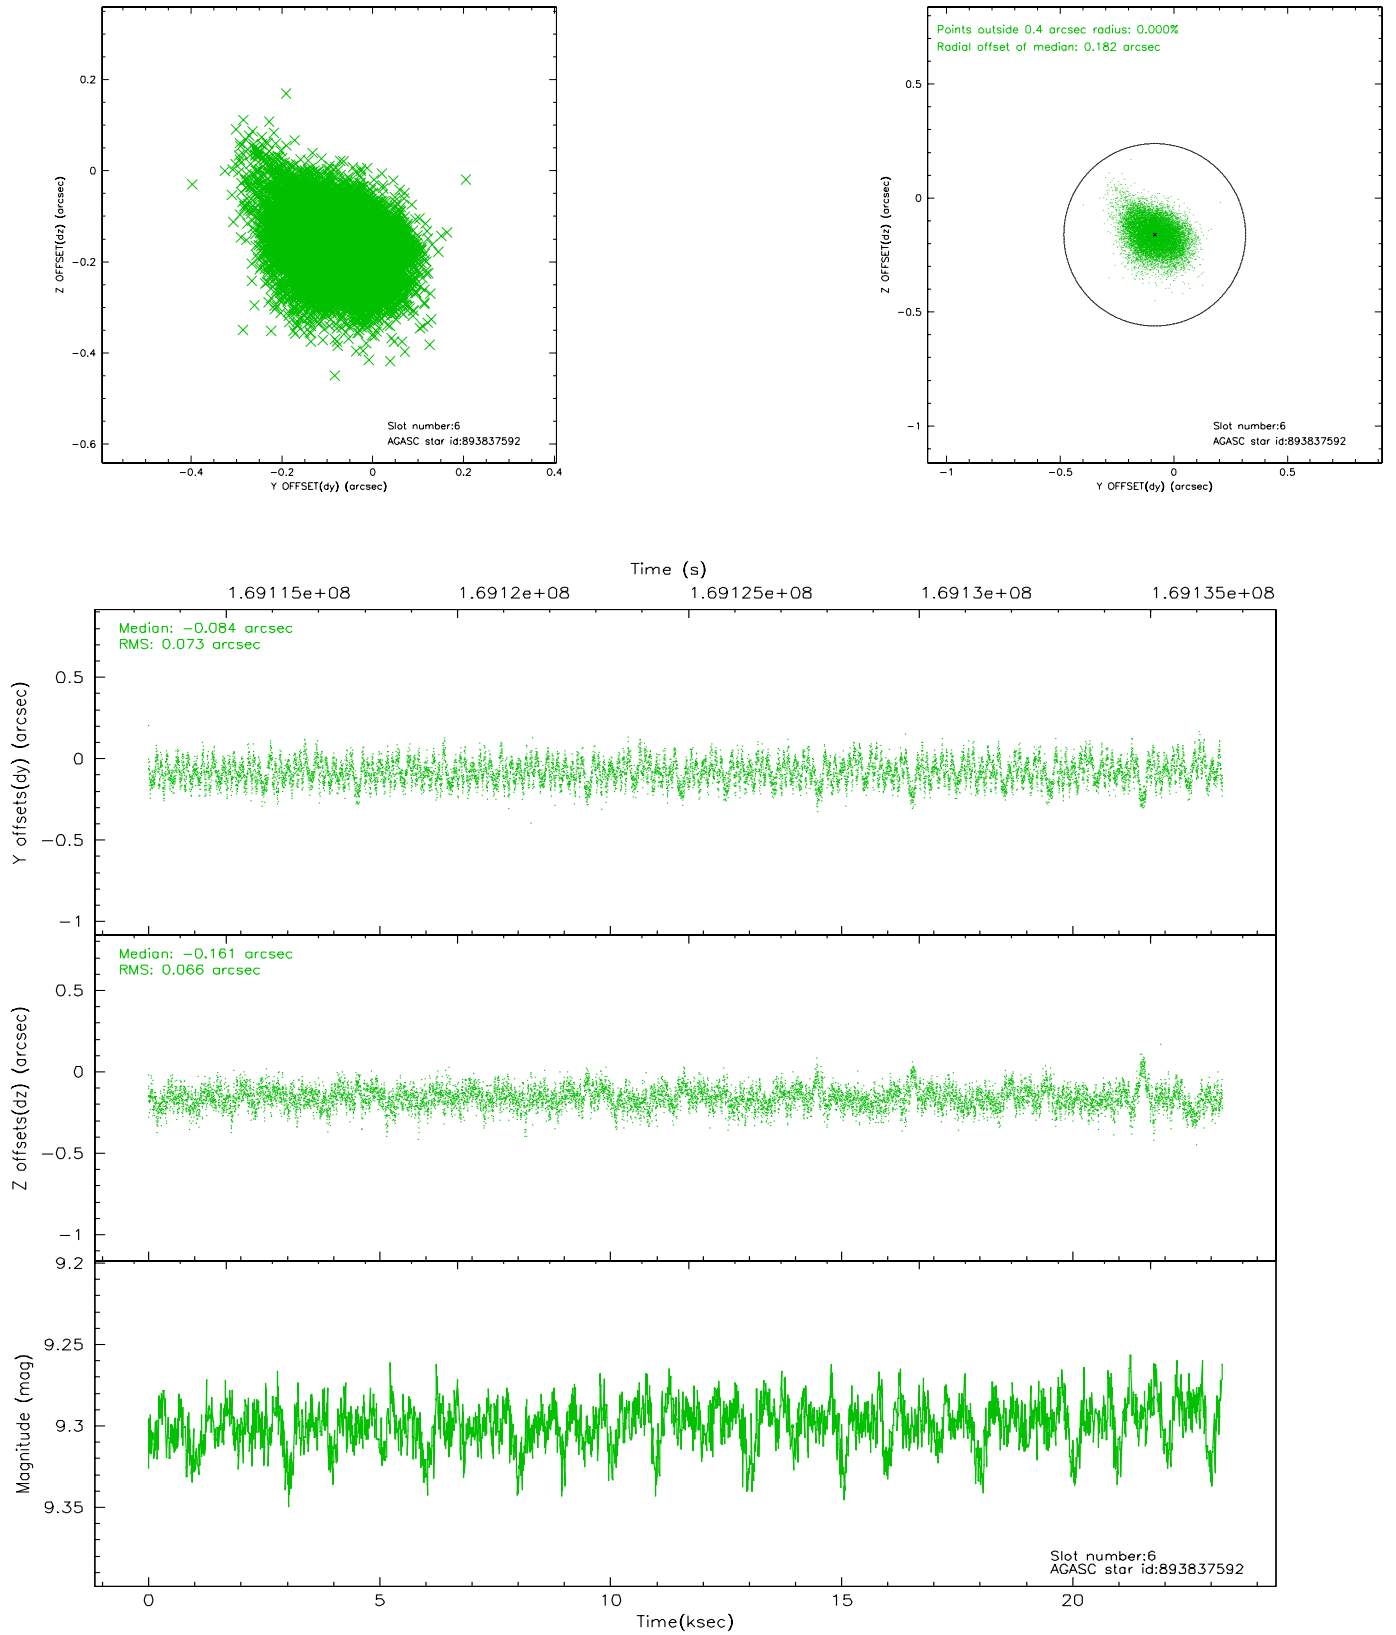 0.2
0
−0.2
−0.4
−0.6
Z OFFSET(dz) (arcsec)
Slot number:6
AGASC star id:893837592
−0.4 −0.2 0 0.2 0.4
Y OFFSET(dy) (arcsec)
Points outside 0.4 arcsec radius: 0.000%
Radial offset of median: 0.182 arcsec
0.5
0
−0.5
−1
Z OFFSET(dz) (arcsec)
Slot number:6
AGASC star id:893837592
−1 −0.5 0 0.5
Y OFFSET(dy) (arcsec)
Time (s)
1.69115e+08 1.6912e+08 1.69125e+08 1.6913e+08 1.69135e+08
Median: −0.084 arcsec
RMS: 0.073 arcsec
0.5
0
−0.5
−1
Y offsets(dy) (arcsec)
Median: −0.161 arcsec
RMS: 0.066 arcsec
0.5
0
−0.5
−1
Z offsets(dz) (arcsec)
9.2
9.25
9.3
9.35
Magnitude (mag)
Slot number:6
AGASC star id:893837592
0 5 10 15 20
Time(ksec)